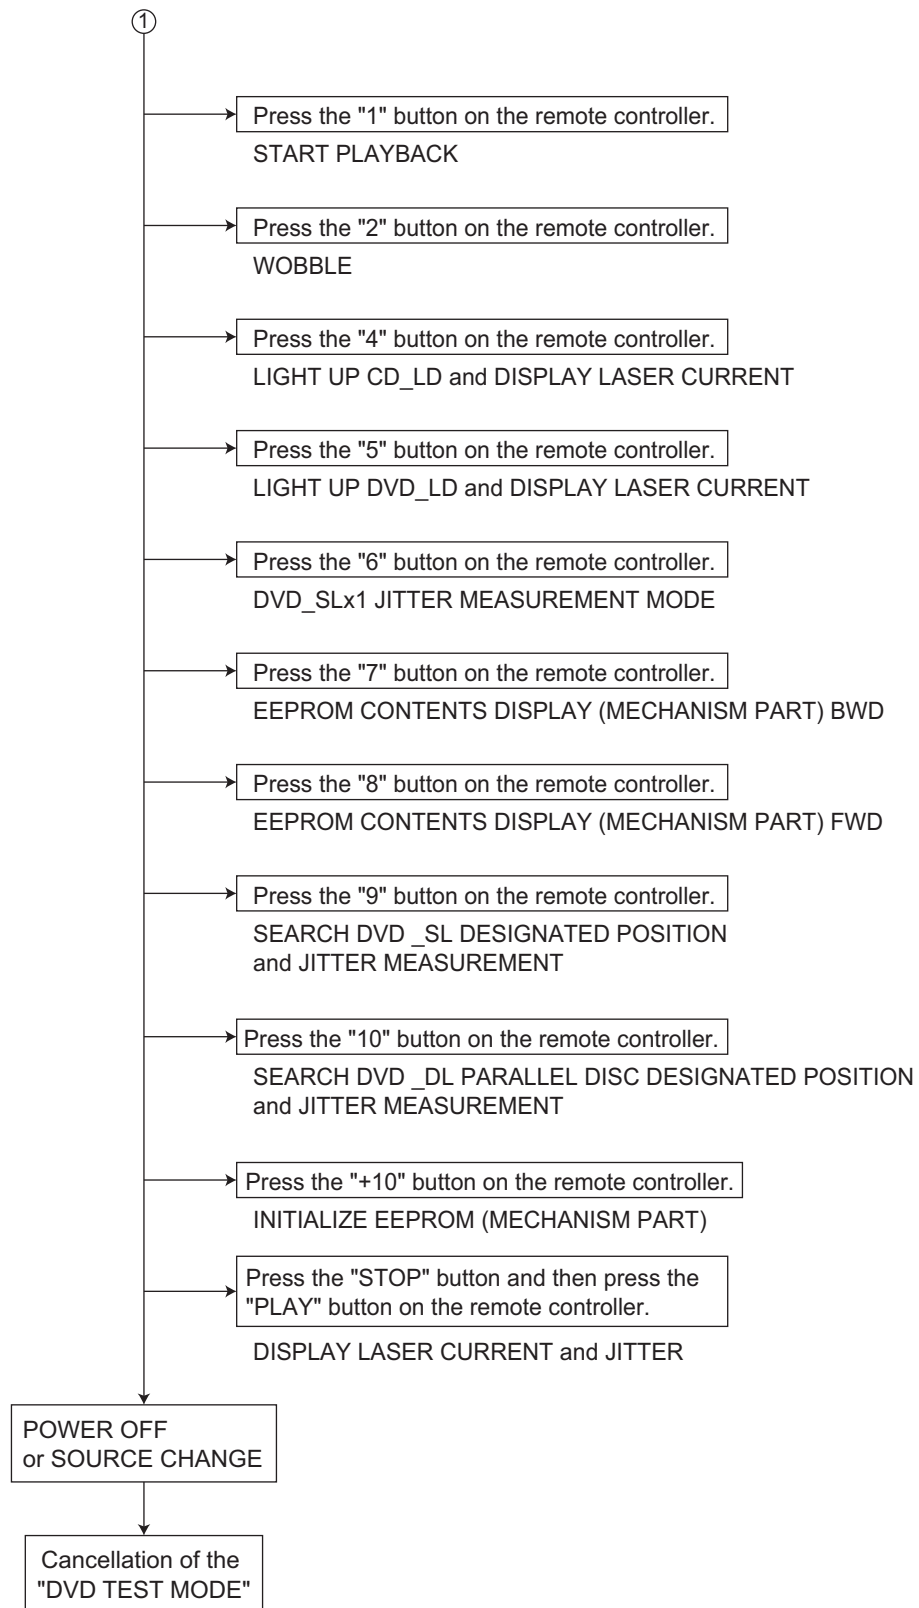 1
Press the "1" button on the remote controller.
START PLAYBACK
Press the "2" button on the remote controller.
WOBBLE
Press the "4" button on the remote controller.
LIGHT UP CD_LD and DISPLAY LASER CURRENT
Press the "5" button on the remote controller.
LIGHT UP DVD_LD and DISPLAY LASER CURRENT
Press the "6" button on the remote controller.
DVD_SLx1 JITTER MEASUREMENT MODE
Press the "7" button on the remote controller.
EEPROM CONTENTS DISPLAY (MECHANISM PART) BWD
Press the "8" button on the remote controller.
EEPROM CONTENTS DISPLAY (MECHANISM PART) FWD
Press the "9" button on the remote controller.
SEARCH DVD _SL DESIGNATED POSITION
and JITTER MEASUREMENT
Press the "10" button on the remote controller.
SEARCH DVD _DL PARALLEL DISC DESIGNATED POSITION
and JITTER MEASUREMENT
Press the "+10" button on the remote controller.
INITIALIZE EEPROM (MECHANISM PART)
Press the "STOP" button and then press the
"PLAY" button on the remote controller.
DISPLAY LASER CURRENT and JITTER
POWER OFF
or SOURCE CHANGE
Cancellation of the
"DVD TEST MODE"